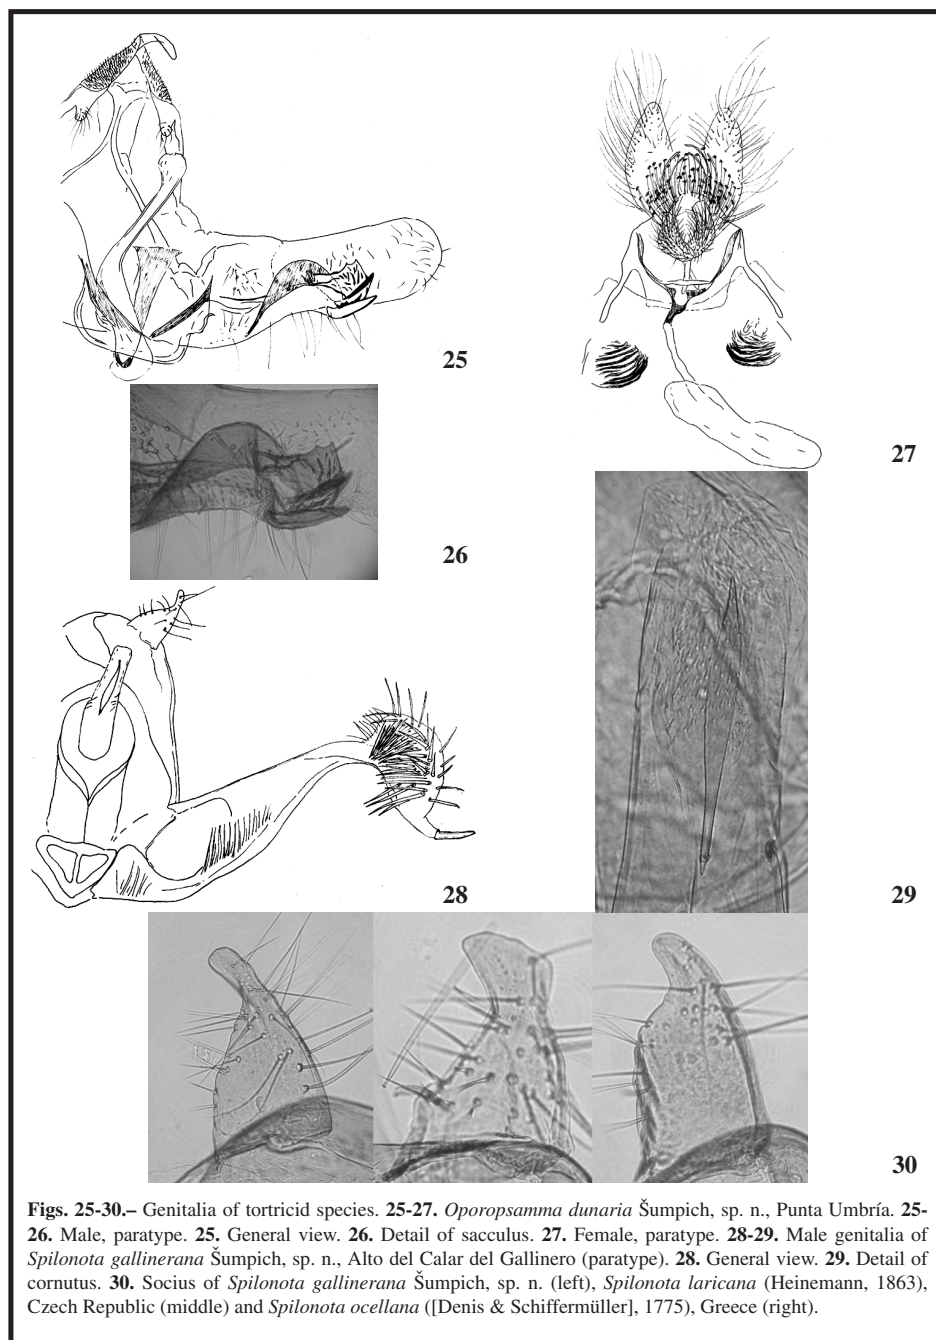 25
27
26
28
29
30
Figs. 25-30.– Genitalia of tortricid species. 25-27. Oporopsamma dunaria Šumpich, sp. n., Punta Umbría. 25-
26. Male, paratype. 25. General view. 26. Detail of sacculus. 27. Female, paratype. 28-29. Male genitalia of
Spilonota gallinerana Šumpich, sp. n., Alto del Calar del Gallinero (paratype). 28. General view. 29. Detail of
cornutus. 30. Socius of Spilonota gallinerana Šumpich, sp. n. (left), Spilonota laricana (Heinemann, 1863),
Czech Republic (middle) and Spilonota ocellana ([Denis & Schiffermüller], 1775), Greece (right).